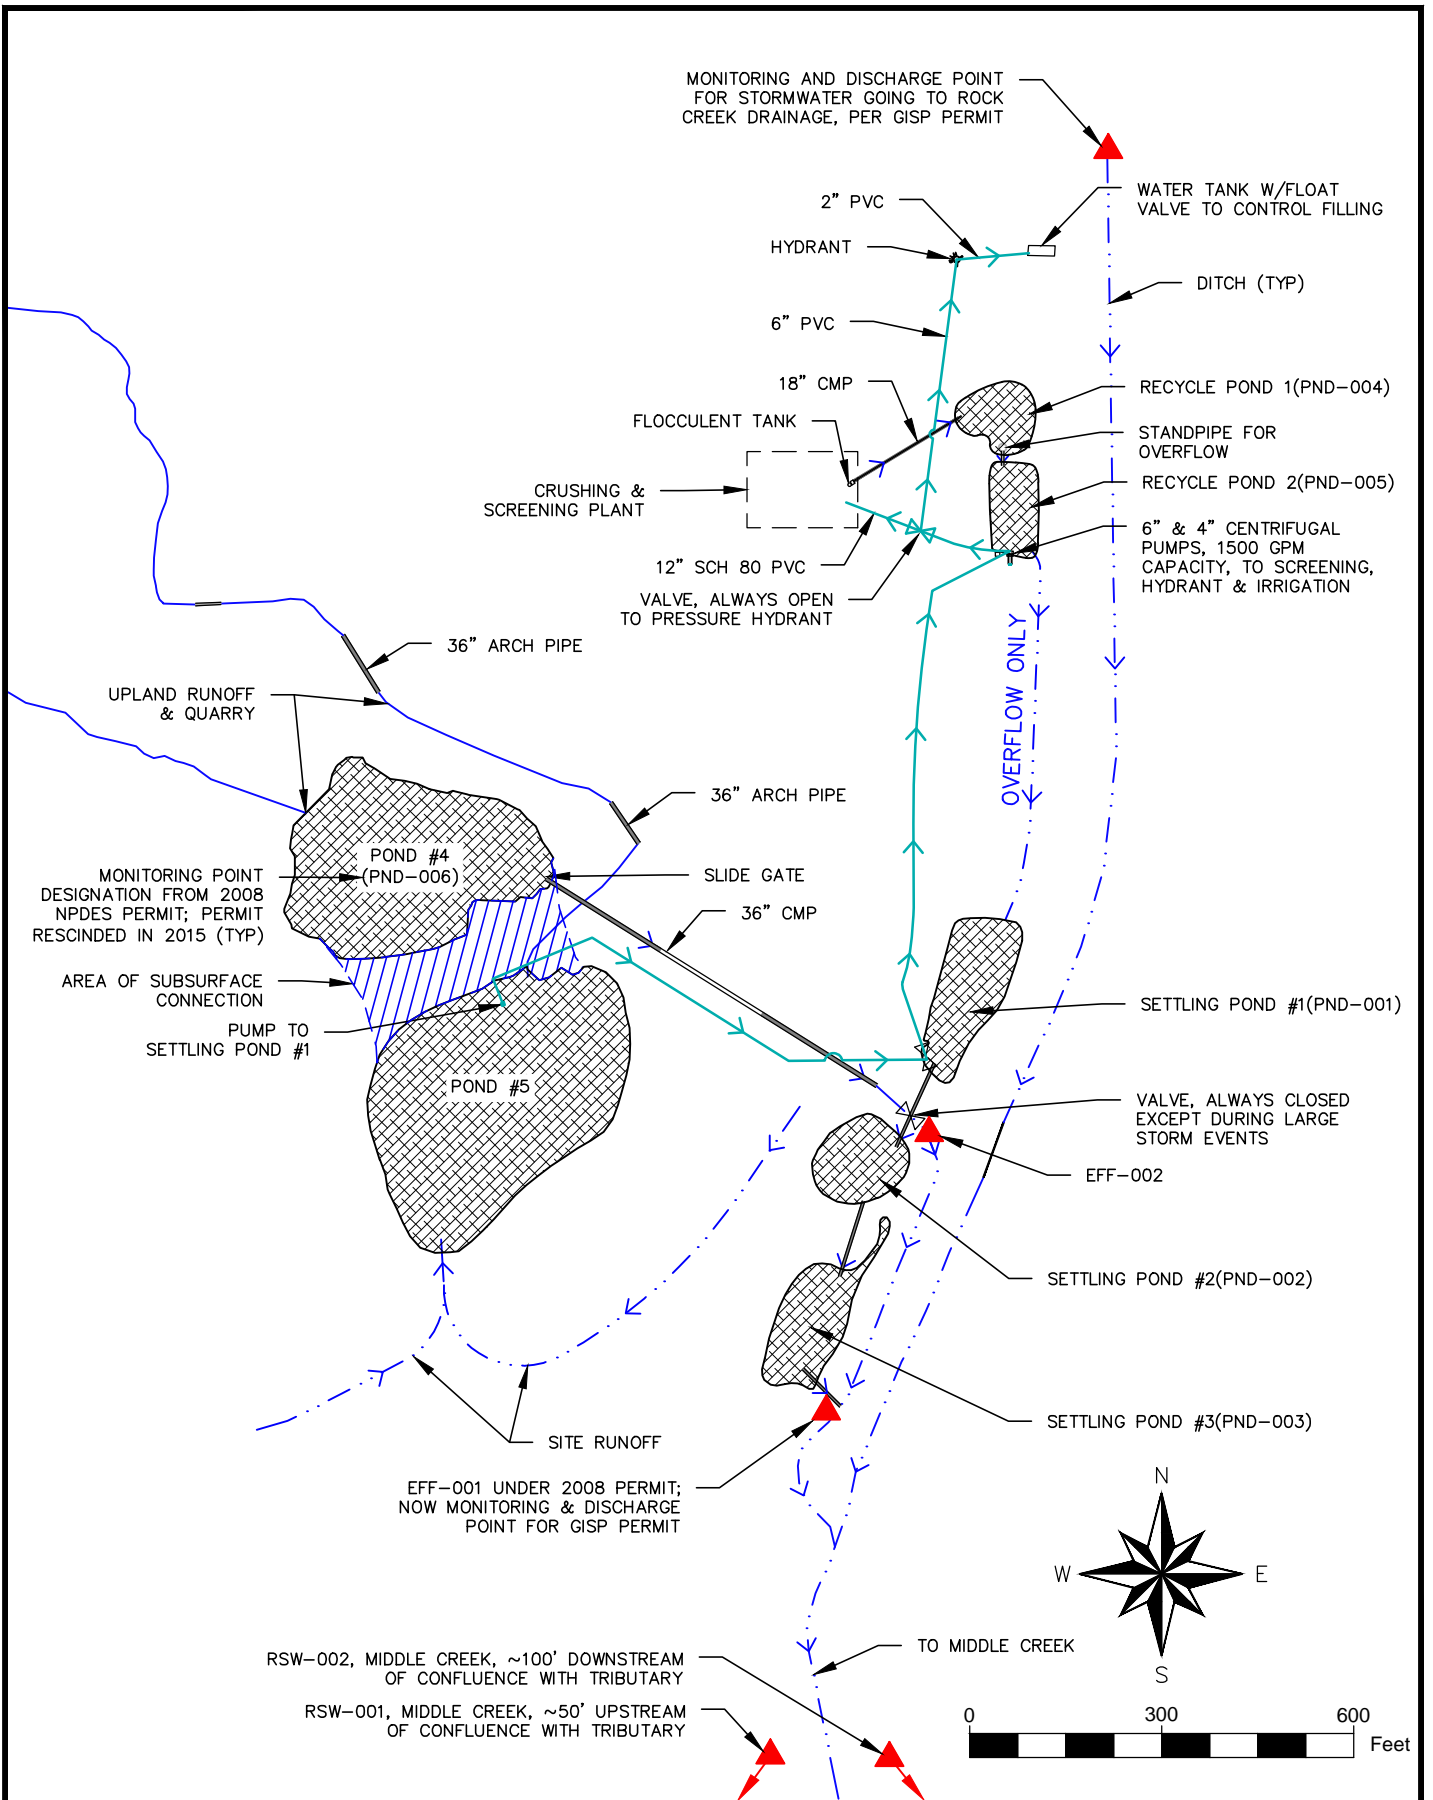 MONITORING AND DISCHARGE POINT
FOR STORMWATER GOING TO ROCK
CREEK DRAINAGE, PER GISP PERMIT
WATER TANK W/FLOAT
VALVE TO CONTROL FILLING
2" PVC
HYDRANT
DITCH (TYP)
6" PVC
18" CMP
RECYCLE POND 1(PND-004)
FLOCCULENT TANK
STANDPIPE FOR
OVERFLOW
CRUSHING &
SCREENING PLANT
RECYCLE POND 2(PND-005)
6" & 4" CENTRIFUGAL
PUMPS, 1500 GPM
CAPACITY, TO SCREENING,
HYDRANT & IRRIGATION
12" SCH 80 PVC
VALVE, ALWAYS OPEN
TO PRESSURE HYDRANT
36" ARCH PIPE
UPLAND RUNOFF
& QUARRY
OVERFLOW ONLY
36" ARCH PIPE
POND #4
(PND-006)
MONITORING POINT
DESIGNATION FROM 2008
NPDES PERMIT; PERMIT
RESCINDED IN 2015 (TYP)
SLIDE GATE
36" CMP
AREA OF SUBSURFACE
CONNECTION
SETTLING POND #1(PND-001)
PUMP TO
SETTLING POND #1
POND #5
VALVE, ALWAYS CLOSED
EXCEPT DURING LARGE
STORM EVENTS
EFF-002
SETTLING POND #2(PND-002)
SETTLING POND #3(PND-003)
SITE RUNOFF
EFF-001 UNDER 2008 PERMIT;
NOW MONITORING & DISCHARGE
POINT FOR GISP PERMIT
N
W
E
S
TO MIDDLE CREEK
RSW-002, MIDDLE CREEK, ~100' DOWNSTREAM
OF CONFLUENCE WITH TRIBUTARY
RSW-001, MIDDLE CREEK, ~50' UPSTREAM
OF CONFLUENCE WITH TRIBUTARY
0 300 600
Feet